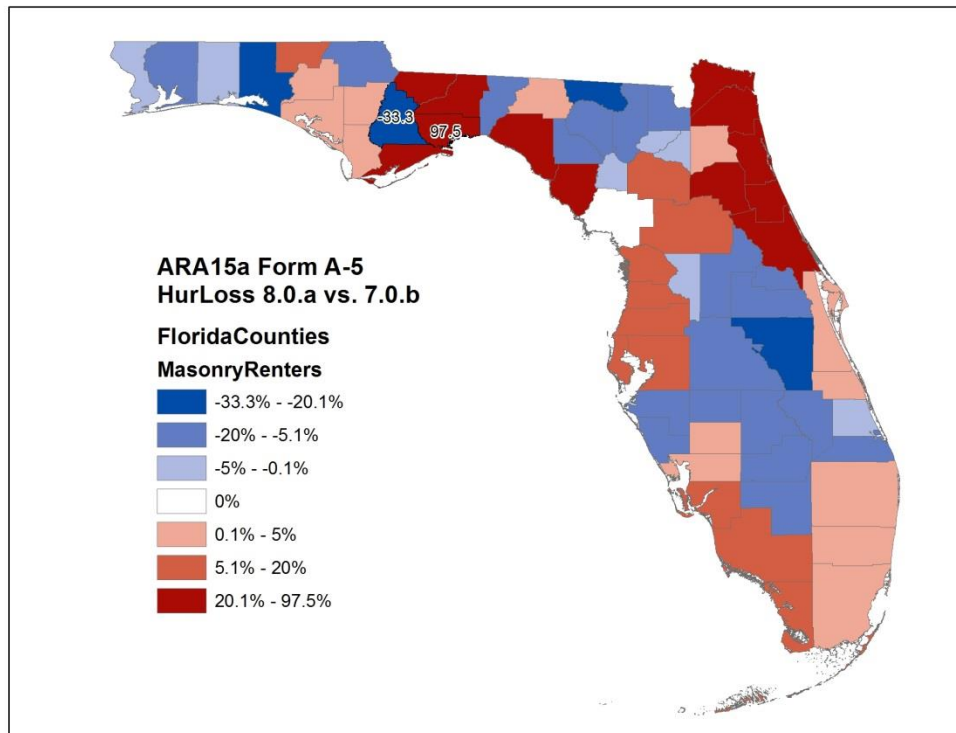 -33.3
97.5
ARA15a Form A-5
HurLoss 8.0.a vs. 7.0.b
FloridaCounties
MasonryRenters
-33.3% - -20.1%
-20% - -5.1%
-5% - -0.1%
0%
0.1% - 5%
5.1% - 20%
20.1% - 97.5%